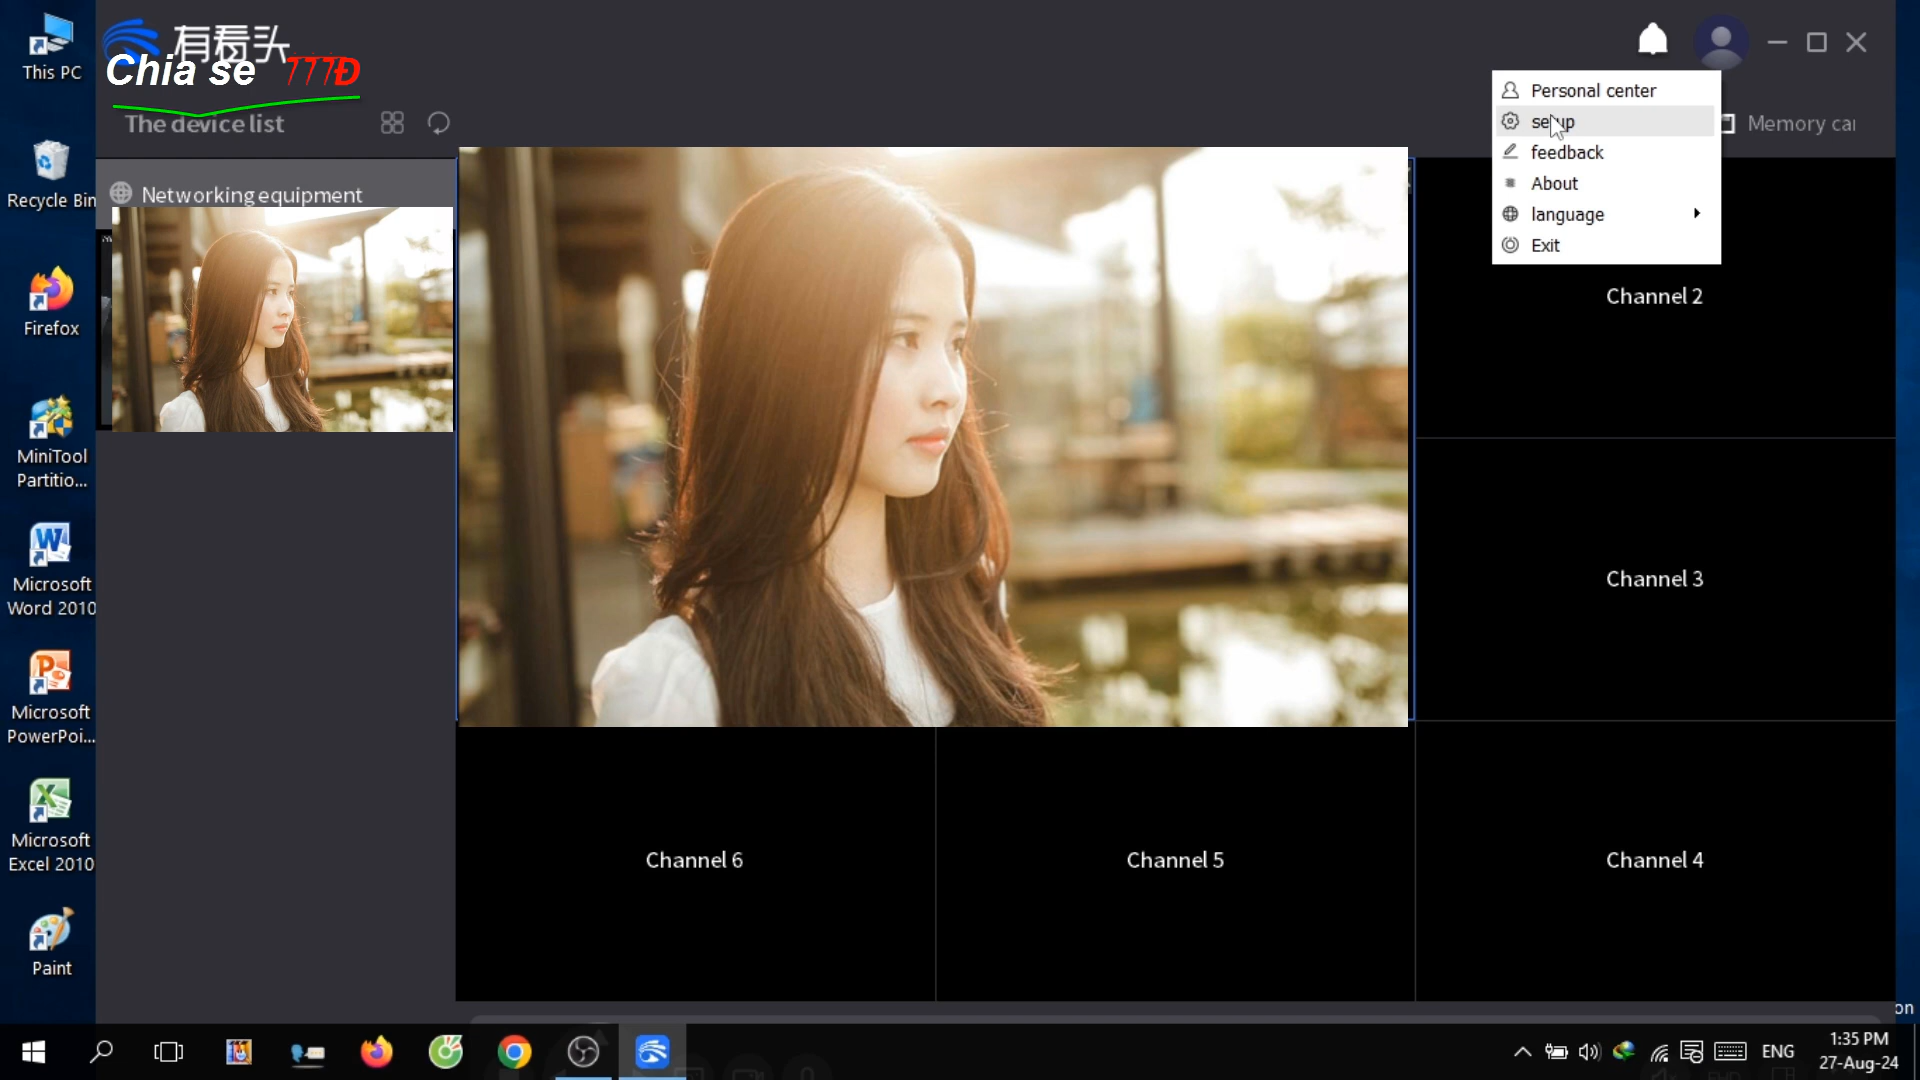 This PC
Recycle Bin
Firefox
MiniTool
Partitio...
Microsoft
Word 2010
Microsoft
PowerPoi...
Microsoft
Excel 2010
Paint
有看头
Chia se 777Đ
The device list
Networking equipment
Personal center
setup
feedback
About
language
Exit
Memory car
Channel 2
Channel 3
Channel 6
Channel 5
Channel 4
on
ENG
1:35 PM
27-Aug-24